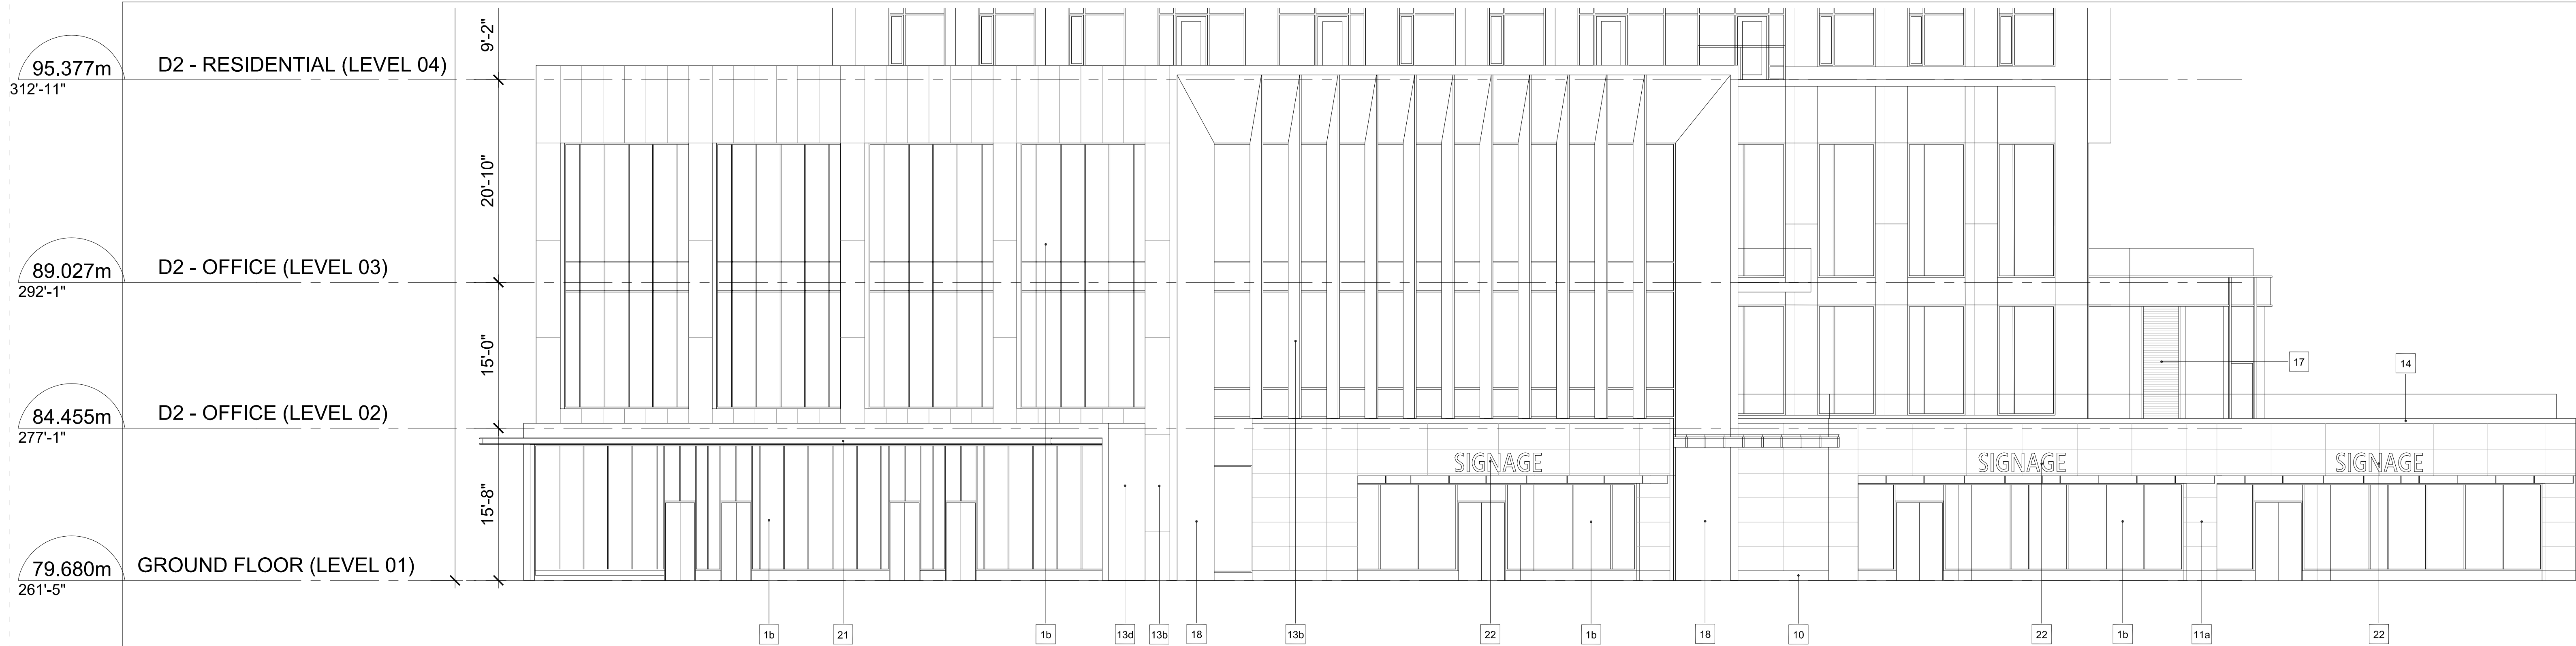 9'-2"
95.377m D2 - RESIDENTIAL (LEVEL 04)
312'-11"
20'-10"
89.027m D2 - OFFICE (LEVEL 03)
292'-1"
15'-0"
17
14
84.455m D2 - OFFICE (LEVEL 02)
277'-1"
SIGNAGE SIGNAGE SIGNAGE
15'-8"
79.680m GROUND FLOOR (LEVEL 01)
261'-5"
1b 21 1b 13d 13b 18 13b 22 1b 18 10 22 1b 11a 22